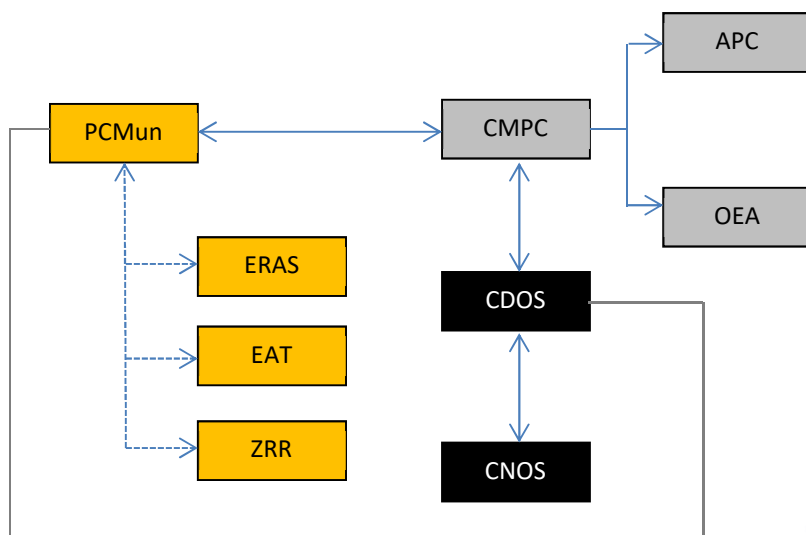 APC
PCMun
CMPC
OEA
ERAS
CDOS
EAT
ZRR
CNOS